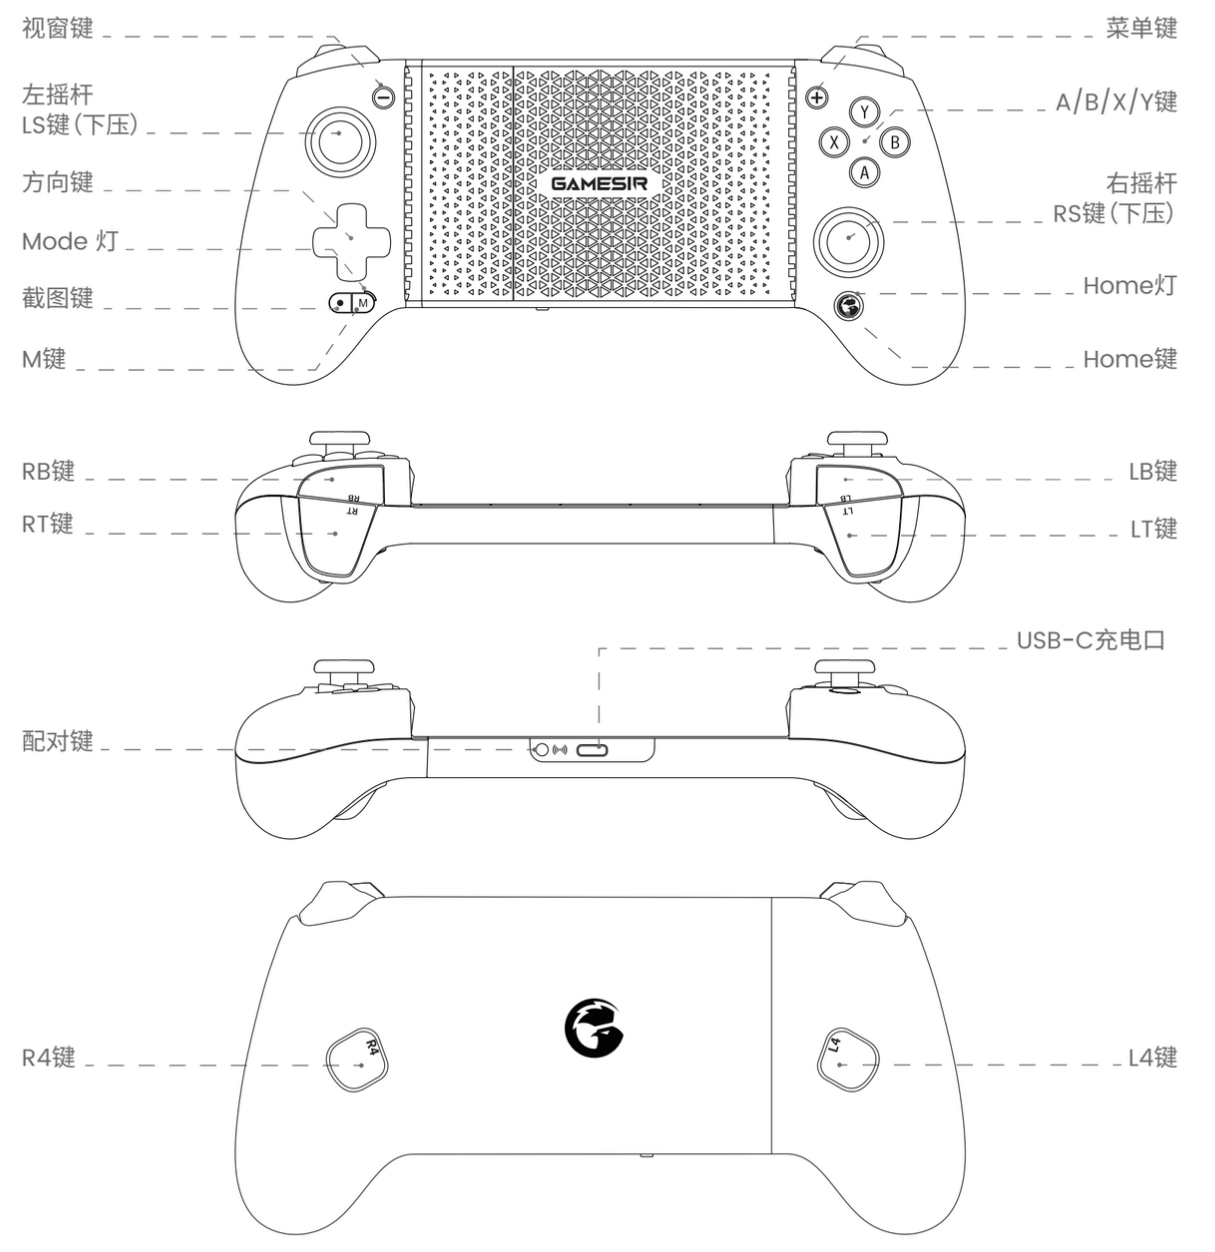 视窗键
菜单键
左摇杆
LS键(下压)
A/B/X/Y键
Y
X
B
A
GAMESIR
方向键
右摇杆
RS键(下压)
Mode 灯
截图键
M
Home灯
M键
Home键
RB键
RB
LB
LB键
RT键
RT
LT
LT键
USB-C充电口
配对键
R4键
R4
L4
L4键